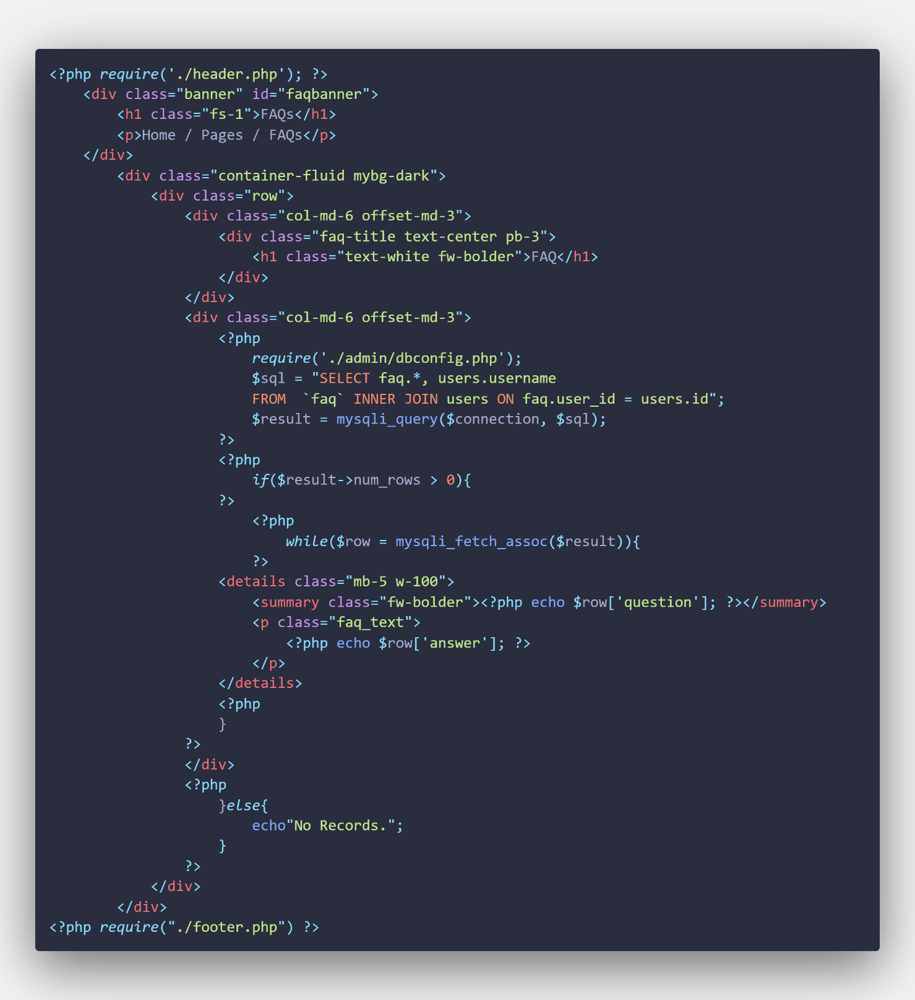 <?php require('./header.php'); ?>
    <div class="banner" id="faqbanner">
        <h1 class="fs-1">FAQs</h1>
        <p>Home / Pages / FAQs</p>
    </div>
        <div class="container-fluid mybg-dark">
            <div class="row">
                <div class="col-md-6 offset-md-3">
                    <div class="faq-title text-center pb-3">
                        <h1 class="text-white fw-bolder">FAQ</h1>
                    </div>
                </div>
                <div class="col-md-6 offset-md-3">
                    <?php
                        require('./admin/dbconfig.php');
                        $sql = "SELECT faq.*, users.username
                        FROM  `faq` INNER JOIN users ON faq.user_id = users.id";
                        $result = mysqli_query($connection, $sql);
                    ?>
                    <?php
                        if($result->num_rows > 0){
                    ?>
                        <?php
                            while($row = mysqli_fetch_assoc($result)){
                        ?>
                    <details class="mb-5 w-100">
                        <summary class="fw-bolder"><?php echo $row['question']; ?></summary>
                        <p class="faq_text">
                            <?php echo $row['answer']; ?>
                        </p>
                    </details>
                    <?php
                    }
                ?>
                </div>
                <?php
                    }else{
                        echo"No Records.";
                    }
                ?>
            </div>
        </div>
<?php require("./footer.php") ?>